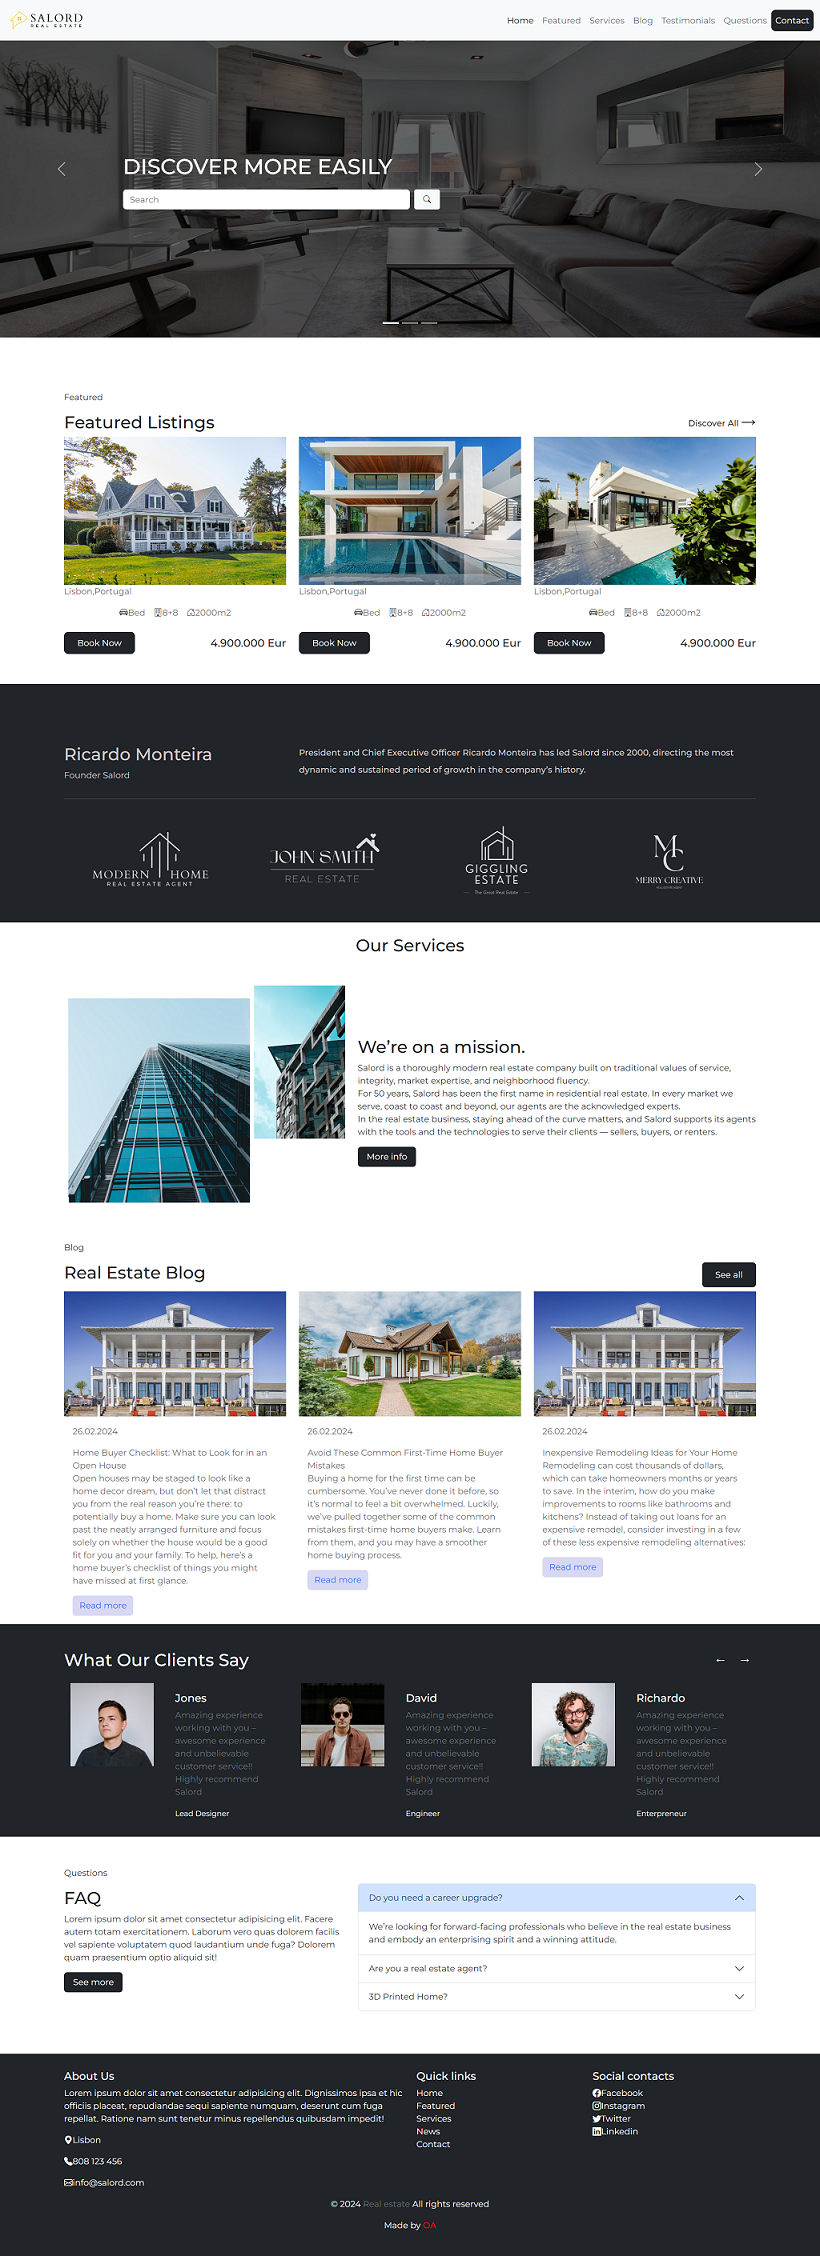 SALORD
REAL ESTATE
Home Featured Services Blog Testimonials Questions Contact
DISCOVER MORE EASILY
Search
Featured
Featured Listings
Discover All
Lisbon,Portugal
Bed 8+8 2000m2
Book Now 4.900.000 Eur
Lisbon,Portugal
Bed 8+8 2000m2
Book Now 4.900.000 Eur
Lisbon,Portugal
Bed 8+8 2000m2
Book Now 4.900.000 Eur
Ricardo Monteira
Founder Salord
President and Chief Executive Officer Ricardo Monteira has led Salord since 2000, directing the most
dynamic and sustained period of growth in the company's history.
MODERN HOME
REAL ESTATE AGENT
JOHN SMITH
REAL ESTATE
GIGGLING
ESTATE
The Great Real Estate
MC
MERRY CREATIVE
Our Services
We're on a mission.
Salord is a thoroughly modern real estate company built on traditional values of service,
integrity, market expertise, and neighborhood fluency.
For 50 years, Salord has been the first name in residential real estate. In every market we
serve, coast to coast and beyond, our agents are the acknowledged experts.
In the real estate business, staying ahead of the curve matters, and Salord supports its agents
with the tools and the technologies to serve their clients — sellers, buyers, or renters.
More info
Blog
Real Estate Blog
See all
26.02.2024
Home Buyer Checklist: What to Look for in an
Open House
Open houses may be staged to look like a
home decor dream, but don't let that distract
you from the real reason you're there: to
potentially buy a home. Make sure you can look
past the neatly arranged furniture and focus
solely on whether the house would be a good
fit for you and your family. To help, here's a
home buyer's checklist of things you might
have missed at first glance.
Read more
26.02.2024
Avoid These Common First-Time Home Buyer
Mistakes
Buying a home for the first time can be
cumbersome. You've never done it before, so
it's normal to feel a bit overwhelmed. Luckily,
we've pulled together some of the common
mistakes first-time home buyers make. Learn
from them, and you may have a smoother
home buying process.
Read more
26.02.2024
Inexpensive Remodeling Ideas for Your Home
Remodeling can cost thousands of dollars,
which can take homeowners months or years
to save. In the interim, how do you make
improvements to rooms like bathrooms and
kitchens? Instead of taking out loans for an
expensive remodel, consider investing in a few
of these less expensive remodeling alternatives:
Read more
What Our Clients Say
← →
Jones
Amazing experience
working with you –
awesome experience
and unbelievable
customer service!!
Highly recommend
Salord
Lead Designer
David
Amazing experience
working with you –
awesome experience
and unbelievable
customer service!!
Highly recommend
Salord
Engineer
Richardo
Amazing experience
working with you –
awesome experience
and unbelievable
customer service!!
Highly recommend
Salord
Enterpreneur
Questions
FAQ
Lorem ipsum dolor sit amet consectetur adipisicing elit. Facere
autem totam exercitationem. Laborum vero quas dolorem facilis
vel sapiente voluptatem quod laudantium unde fuga? Dolorem
quam praesentium optio aliquid sit!
See more
Do you need a career upgrade?
We're looking for forward-facing professionals who believe in the real estate business
and embody an enterprising spirit and a winning attitude.
Are you a real estate agent?
3D Printed Home?
About Us
Lorem ipsum dolor sit amet consectetur adipisicing elit. Dignissimos ipsa et hic
officiis placeat, repudiandae sequi sapiente numquam, deserunt cum fuga
repellat. Ratione nam sunt tenetur minus repellendus quibusdam impedit!
Lisbon
808 123 456
info@salord.com
Quick links
Home
Featured
Services
News
Contact
Social contacts
Facebook
Instagram
Twitter
Linkedin
© 2024 Real estate All rights reserved
Made by OA